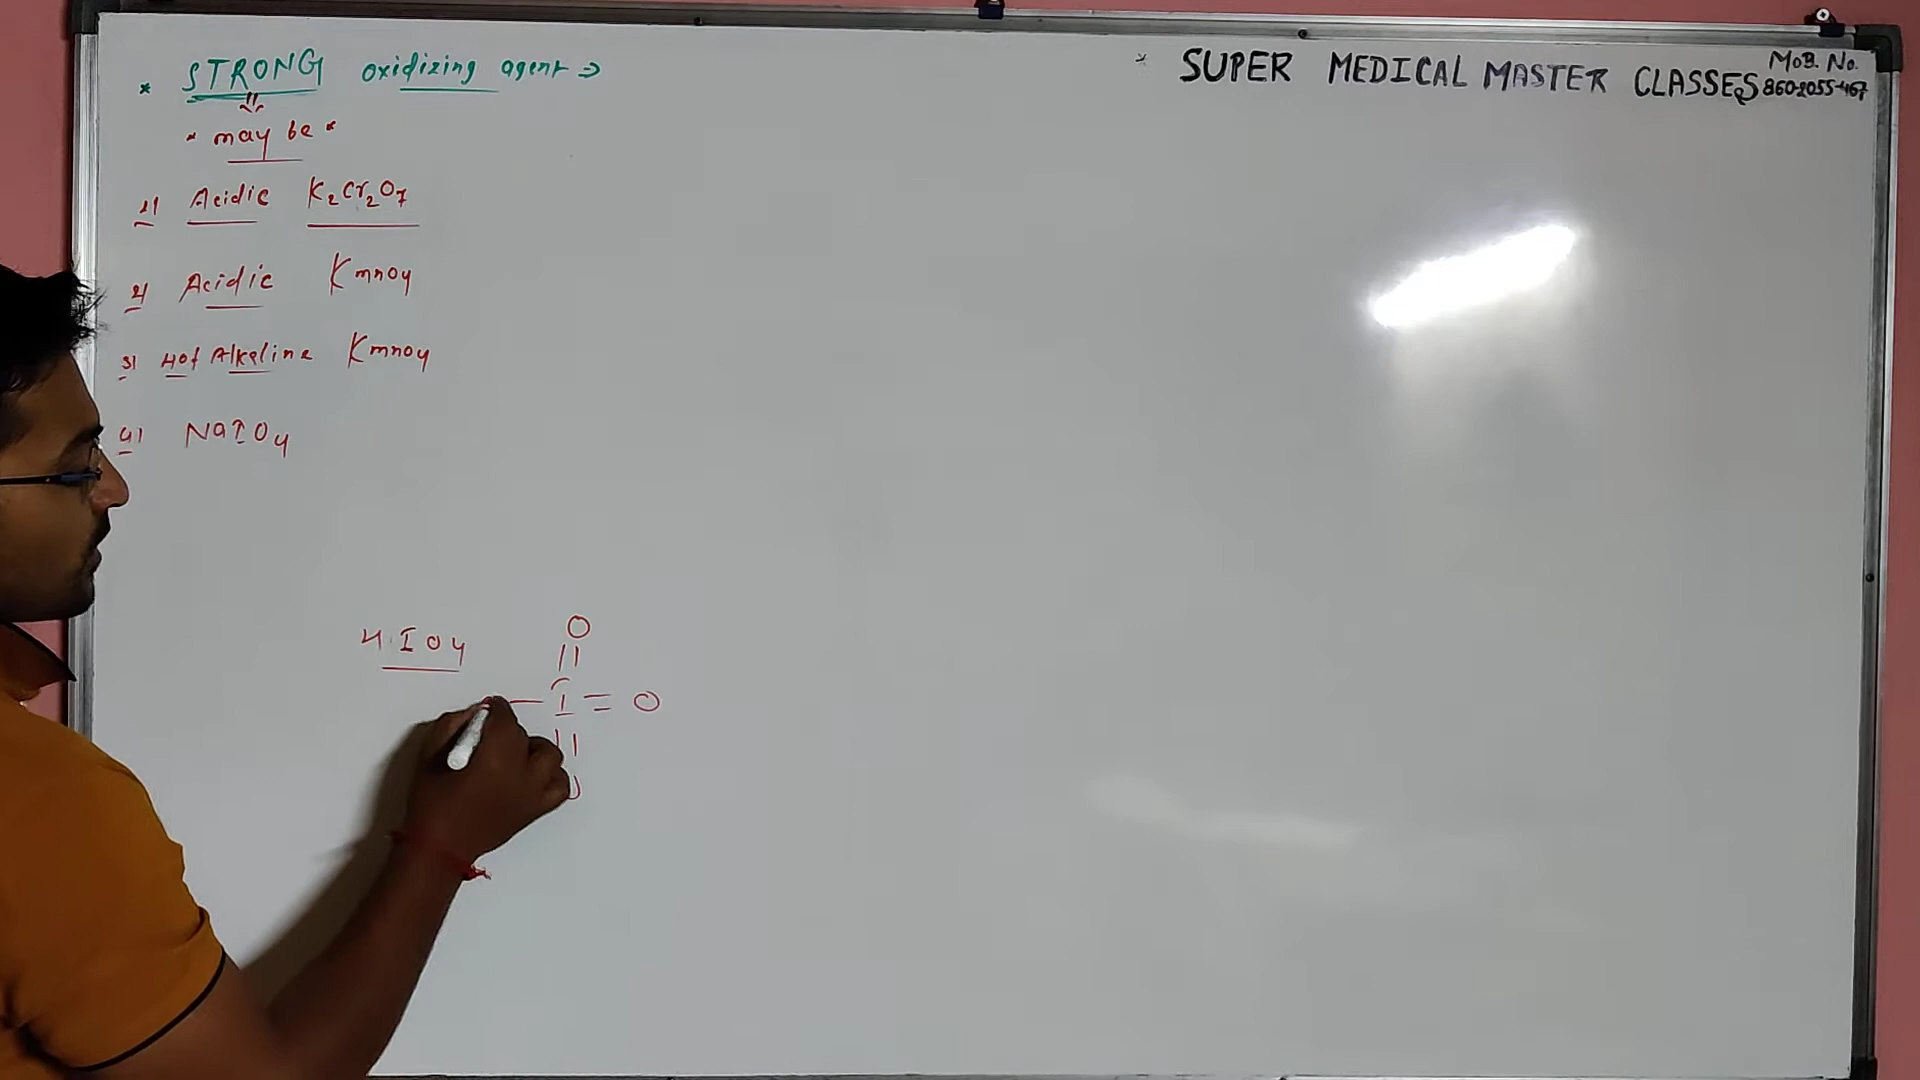 * STRONG oxidizing agent ⇒
* may be *
1) Acidic K₂Cr₂O₇
2) Acidic Kmno4
3) Hot Alkaline Kmno4
4) NaIO4
* SUPER MEDICAL MASTER CLASSES
MoB. No.
860-2055-467
HIO4
O
||
— I = O
||
O